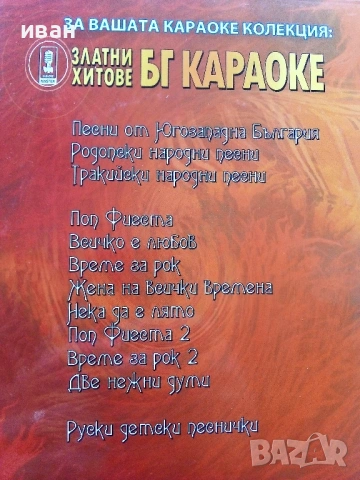 иван
ЗА ВАШАТА КАРАОКЕ КОЛЕКЦИЯ:
ЗЛАТНИ ХИТОВЕ БГ КАРАОКЕ
Песни от Югозападна България
Родопски народни песни
Тракийски народни песни
Поп Фиеста
Всичко е любов
Време за рок
Жена на всички времена
Нека да е лято
Поп Фиеста 2
Време за рок 2
Две нежни думи
Руски детски песнички
BAZAR